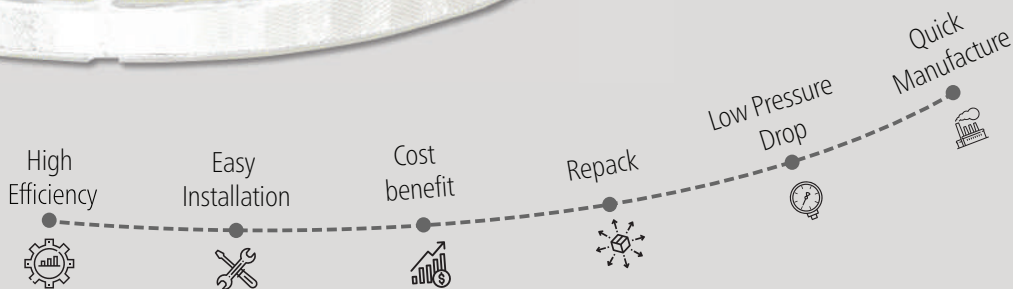 High
Efficiency
Easy
Installation
Cost
benefit
Repack
Low Pressure
Drop
Quick
Manufacture
$